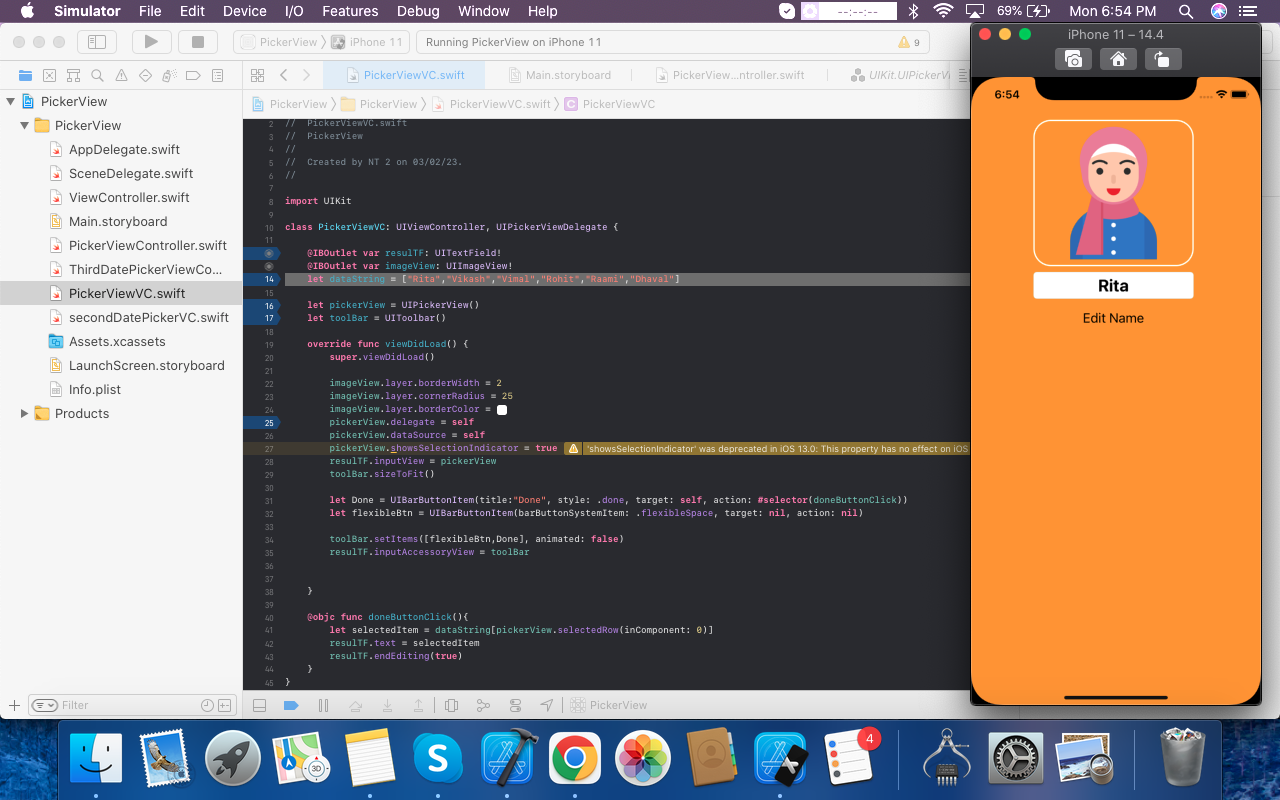 Simulator File Edit Device I/O Features Debug Window Help --:--:-- 69% Mon 6:54 PM
PickerView iPhone 11 Running PickerView on iPhone 11 9
iPhone 11 – 14.4
PickerViewVC.swift Main.storyboard PickerView...ntroller.swift UIKit.UIPickerVi
PickerView PickerView PickerViewVC.swift C PickerViewVC
PickerView
PickerView
AppDelegate.swift
SceneDelegate.swift
ViewController.swift
Main.storyboard
PickerViewController.swift
ThirdDatePickerViewCo...
PickerViewVC.swift
secondDatePickerVC.swift
Assets.xcassets
LaunchScreen.storyboard
Info.plist
Products
Filter
2 // PickerViewVC.swift
3 // PickerView
4 //
5 // Created by NT 2 on 03/02/23.
6 //
7
8 import UIKit
9
10 class PickerViewVC: UIViewController, UIPickerViewDelegate {
11
@IBOutlet var resulTF: UITextField!
@IBOutlet var imageView: UIImageView!
14 let dataString = ["Rita","Vikash","Vimal","Rohit","Raami","Dhaval"]
15
16 let pickerView = UIPickerView()
17 let toolBar = UIToolbar()
18
19 override func viewDidLoad() {
20 super.viewDidLoad()
21
22 imageView.layer.borderWidth = 2
23 imageView.layer.cornerRadius = 25
24 imageView.layer.borderColor =
25 pickerView.delegate = self
26 pickerView.dataSource = self
27 pickerView.showsSelectionIndicator = true 'showsSelectionIndicator' was deprecated in iOS 13.0: This property has no effect on iOS
28 resulTF.inputView = pickerView
29 toolBar.sizeToFit()
30
31 let Done = UIBarButtonItem(title:"Done", style: .done, target: self, action: #selector(doneButtonClick))
32 let flexibleBtn = UIBarButtonItem(barButtonSystemItem: .flexibleSpace, target: nil, action: nil)
33
34 toolBar.setItems([flexibleBtn,Done], animated: false)
35 resulTF.inputAccessoryView = toolBar
36
37
38 }
39
40 @objc func doneButtonClick(){
41 let selectedItem = dataString[pickerView.selectedRow(inComponent: 0)]
42 resulTF.text = selectedItem
43 resulTF.endEditing(true)
44 }
45 }
PickerView
6:54
Rita
Edit Name
3D
S
4